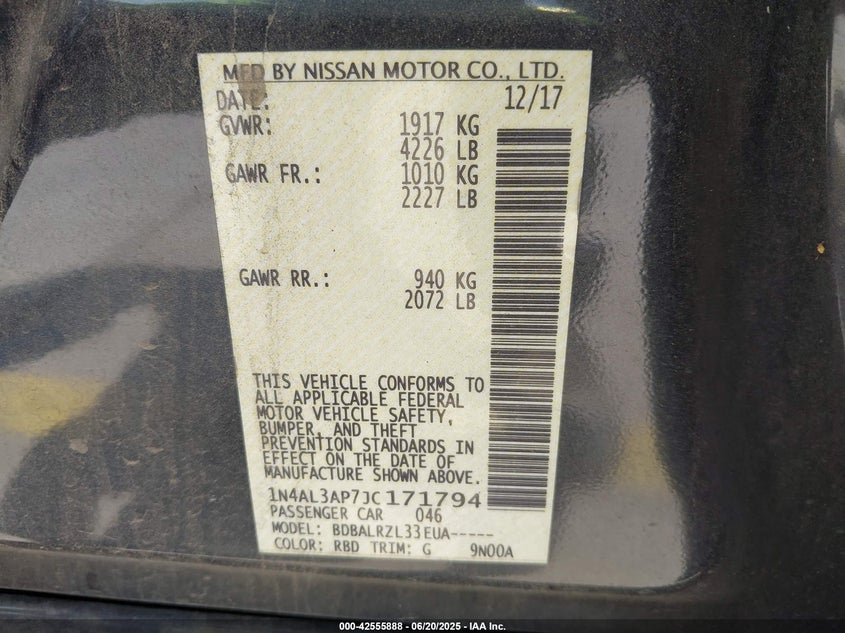 MFD BY NISSAN MOTOR CO., LTD.
DATE: 12/17
GVWR: 1917 KG
4226 LB
GAWR FR.: 1010 KG
2227 LB
GAWR RR.: 940 KG
2072 LB
THIS VEHICLE CONFORMS TO
ALL APPLICABLE FEDERAL
MOTOR VEHICLE SAFETY,
BUMPER, AND THEFT
PREVENTION STANDARDS IN
EFFECT ON THE DATE OF
MANUFACTURE SHOWN ABOVE.
1N4AL3AP7JC171794
PASSENGER CAR 046
MODEL: BDBALRZL33EUA-----
COLOR: RBD TRIM: G 9N00A
000-42555888 - 06/20/2025 - IAA Inc.